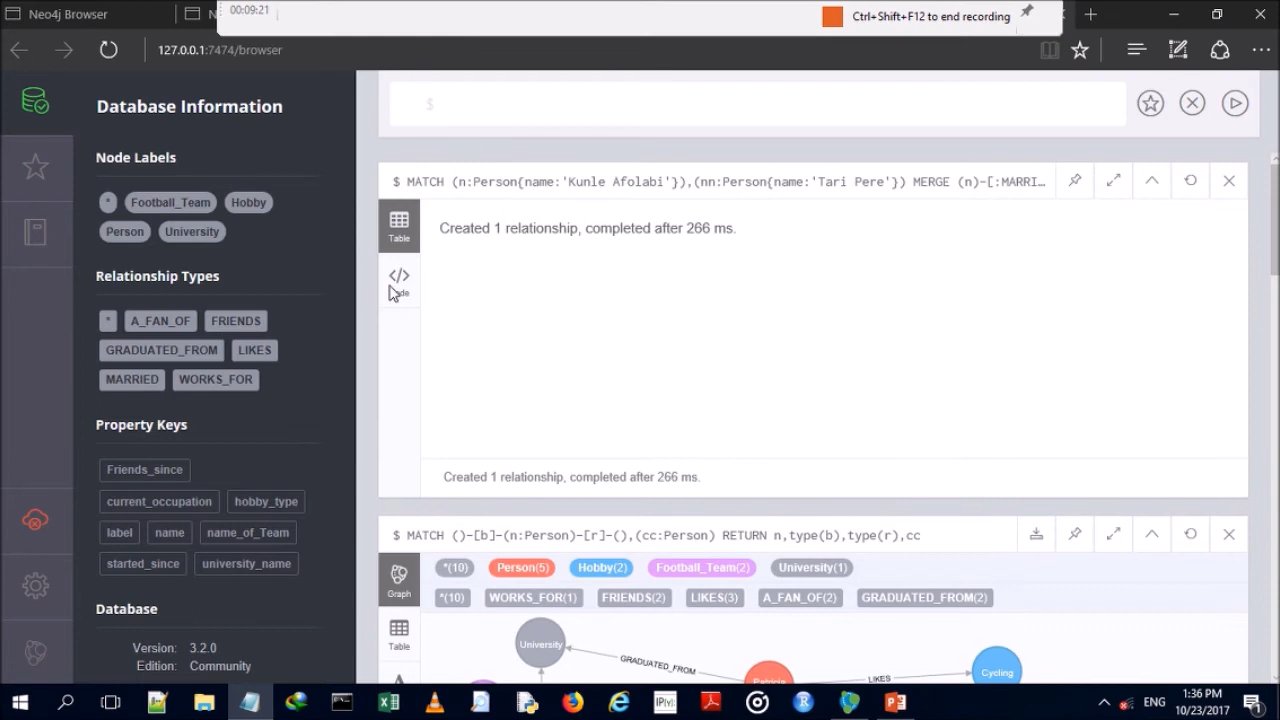 00:09:21
Ctrl+Shift+F12 to end recording
Neo4j Browser
127.0.0.1:7474/browser
Database Information
Node Labels
* Football_Team Hobby
Person University
Relationship Types
* A_FAN_OF FRIENDS
GRADUATED_FROM LIKES
MARRIED WORKS_FOR
Property Keys
Friends_since
current_occupation hobby_type
label name name_of_Team
started_since university_name
Database
Version: 3.2.0
Edition: Community
$
$ MATCH (n:Person{name:'Kunle Afolabi'}),(nn:Person{name:'Tari Pere'}) MERGE (n)-[:MARRI…
Table
Created 1 relationship, completed after 266 ms.
Created 1 relationship, completed after 266 ms.
$ MATCH ()-[b]-(n:Person)-[r]-(),(cc:Person) RETURN n,type(b),type(r),cc
Graph
*(10) Person(5) Hobby(2) Football_Team(2) University(1)
*(10) WORKS_FOR(1) FRIENDS(2) LIKES(3) A_FAN_OF(2) GRADUATED_FROM(2)
Table
University
GRADUATED_FROM
Patricia
LIKES
Cycling
ENG
1:36 PM
10/23/2017